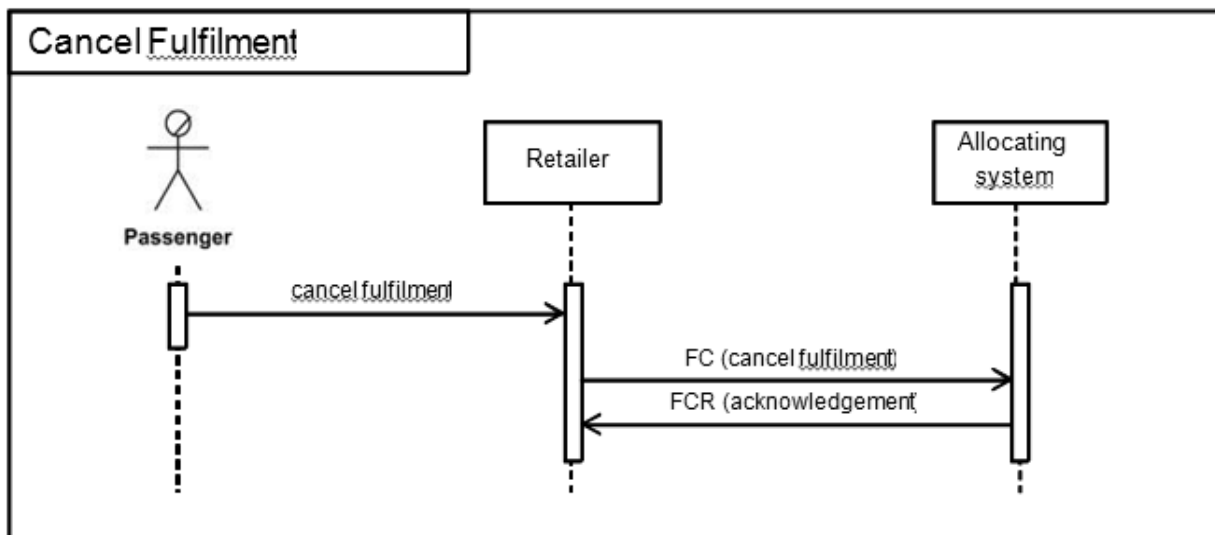 Cancel Fulfilment
Passenger
Retailer
Allocating
system
cancel fulfilment
FC (cancel fulfilment)
FCR (acknowledgement